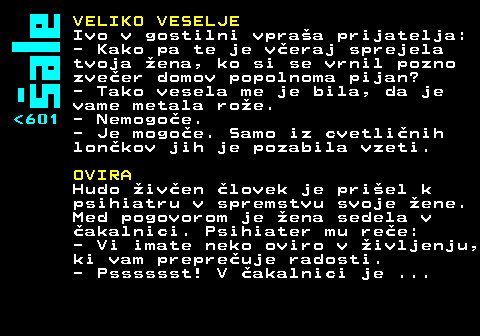 Šale
<601
VELIKO VESELJE
Ivo v gostilni vpraša prijatelja:
- Kako pa te je včeraj sprejela
tvoja žena, ko si se vrnil pozno
zvečer domov popolnoma pijan?
- Tako vesela me je bila, da je
vame metala rože.
- Nemogoče.
- Je mogoče. Samo iz cvetličnih
lončkov jih je pozabila vzeti.
OVIRA
Hudo živčen človek je prišel k
psihiatru v spremstvu svoje žene.
Med pogovorom je žena sedela v
čakalnici. Psihiater mu reče:
- Vi imate neko oviro v življenju,
ki vam preprečuje radosti.
- Psssssst! V čakalnici je ...